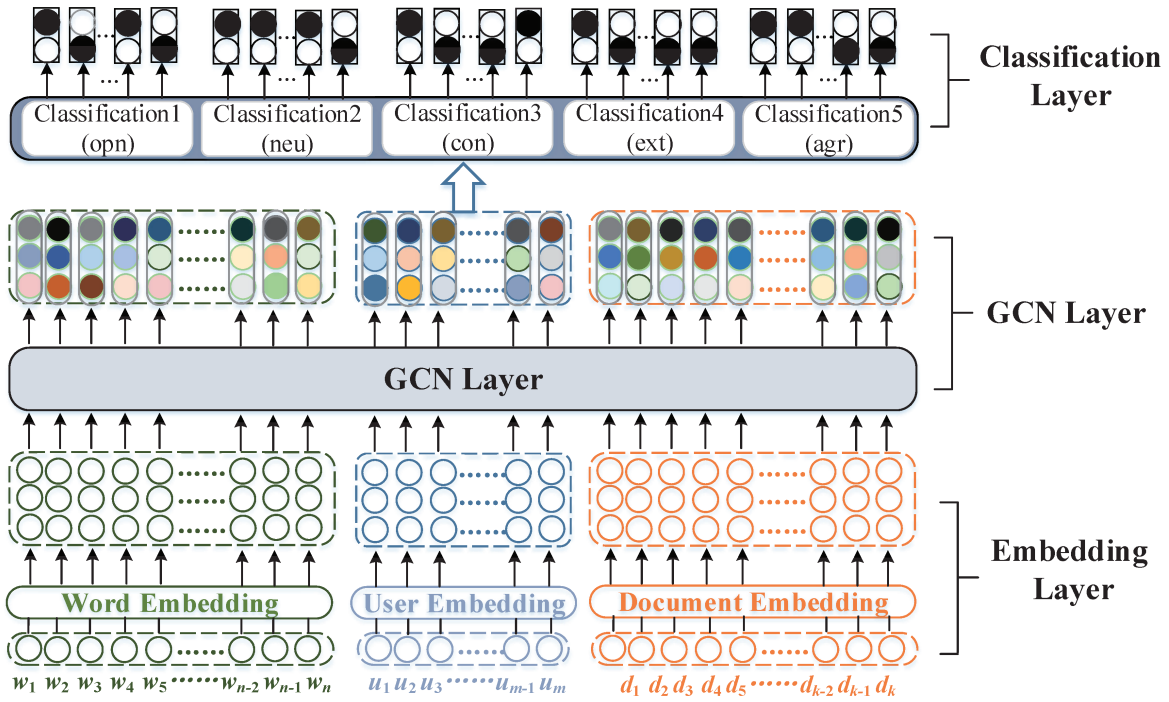 Classification1 Classification2 Classification3 Classification4 Classification5
(opn) (neu) (con) (ext) (agr)
Classification
Layer
GCN Layer
GCN Layer
Embedding
Layer
Word Embedding User Embedding Document Embedding
w1 w2 w3 w4 w5 ······· wn-2 wn-1 wn u1 u2 u3 ······· um-1 um d1 d2 d3 d4 d5 ······· dk-2 dk-1 dk